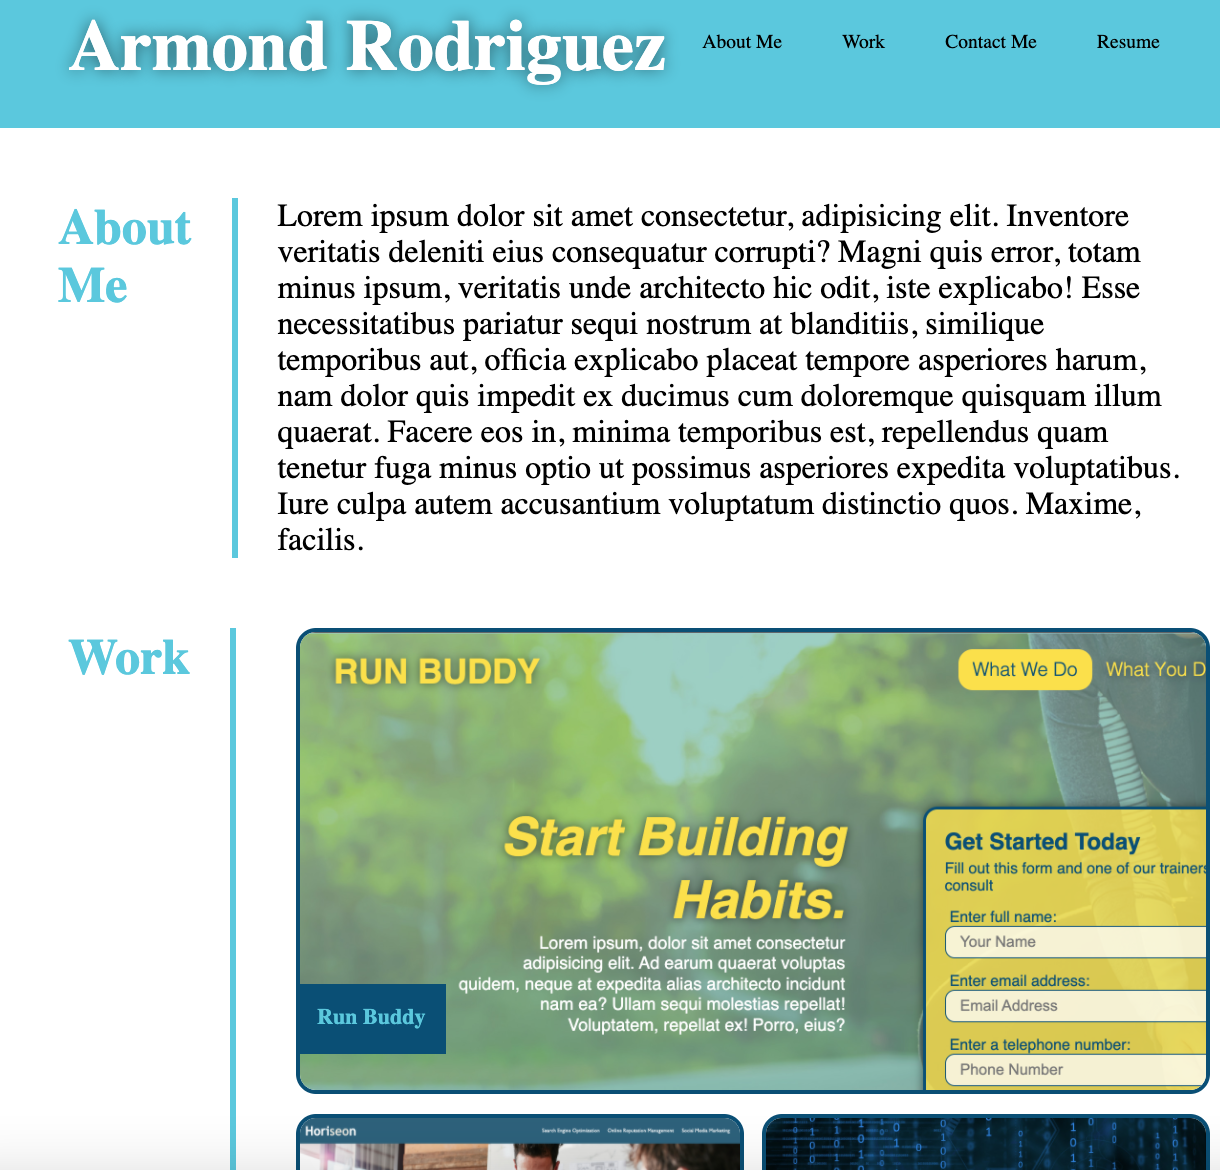 Armond Rodriguez
About Me Work Contact Me Resume
About
Me
Lorem ipsum dolor sit amet consectetur, adipisicing elit. Inventore
veritatis deleniti eius consequatur corrupti? Magni quis error, totam
minus ipsum, veritatis unde architecto hic odit, iste explicabo! Esse
necessitatibus pariatur sequi nostrum at blanditiis, similique
temporibus aut, officia explicabo placeat tempore asperiores harum,
nam dolor quis impedit ex ducimus cum doloremque quisquam illum
quaerat. Facere eos in, minima temporibus est, repellendus quam
tenetur fuga minus optio ut possimus asperiores expedita voluptatibus.
Iure culpa autem accusantium voluptatum distinctio quos. Maxime,
facilis.
Work
RUN BUDDY
What We Do What You D
Start Building
Habits.
Lorem ipsum, dolor sit amet consectetur
adipisicing elit. Ad earum quaerat voluptas
quidem, neque at expedita alias architecto incidunt
nam ea? Ullam sequi molestias repellat!
Voluptatem, repellat ex! Porro, eius?
Run Buddy
Get Started Today
Fill out this form and one of our trainers
consult
Enter full name:
Your Name
Enter email address:
Email Address
Enter a telephone number:
Phone Number
Horiseon
Search Engine Optimization Online Reputation Management Social Media Marketing